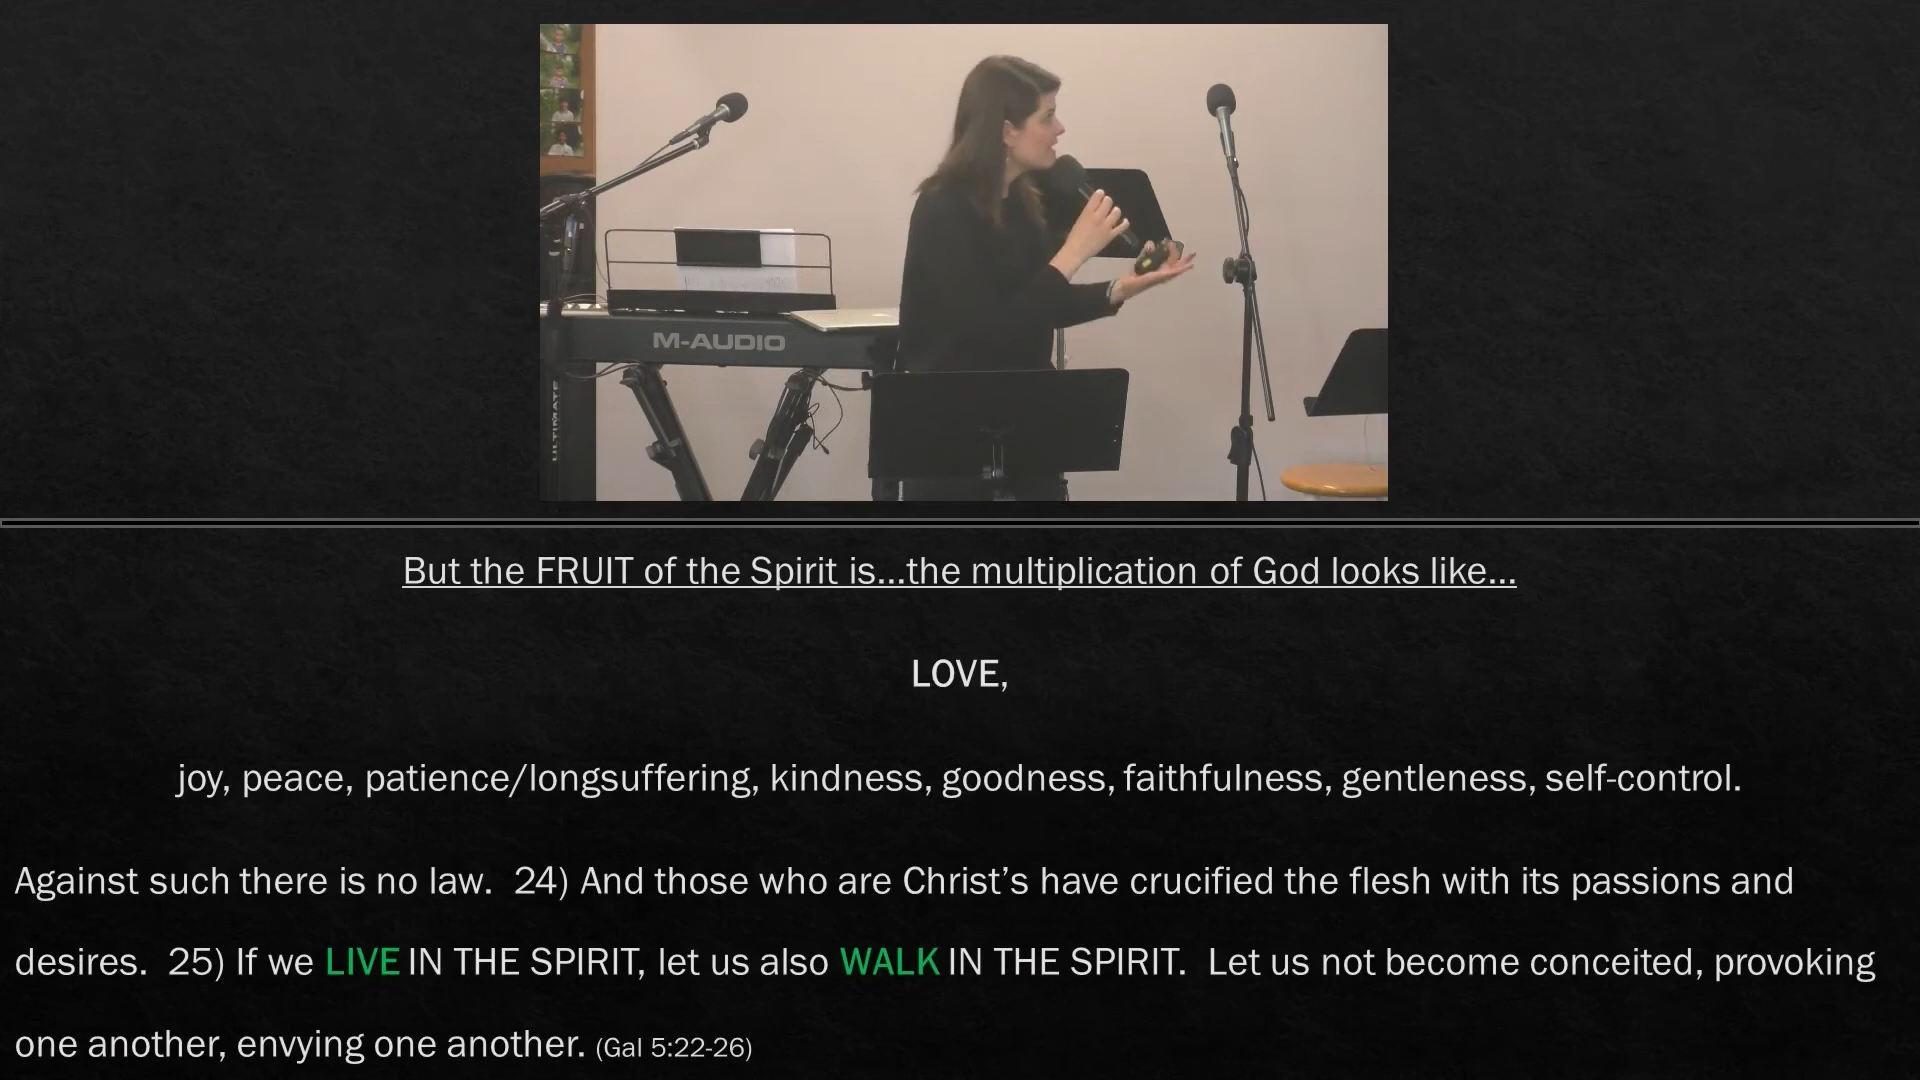 M-AUDIO
ULTIMATE
But the FRUIT of the Spirit is...the multiplication of God looks like...
LOVE,
joy, peace, patience/longsuffering, kindness, goodness, faithfulness, gentleness, self-control.
Against such there is no law.  24) And those who are Christ’s have crucified the flesh with its passions and
desires.  25) If we LIVE IN THE SPIRIT, let us also WALK IN THE SPIRIT.  Let us not become conceited, provoking
one another, envying one another. (Gal 5:22-26)